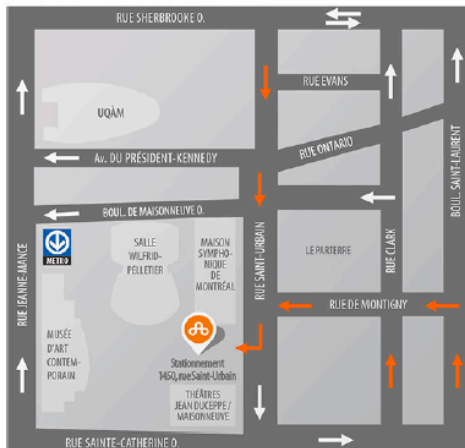 RUE SHERBROOKE O.
RUE EVANS
UQÀM
RUE ONTARIO
Av. DU PRÉSIDENT-KENNEDY
BOUL. SAINT-LAURENT
BOUL. DE MAISONNEUVE O.
METRO
SALLE
WILFRID-
PELLETIER
MAISON
SYMPHO-
NIQUE DE
MONTRÉAL
RUE SAINT-URBAIN
LE PARTERRE
RUE CLARK
RUE JEANNE-MANCE
RUE DE MONTIGNY
MUSÉE
D'ART
CONTEM-
PORAIN
Stationnement
1450, rue Saint-Urbain
THÉÂTRES
JEAN DUCEPPE /
MAISONNEUVE
RUE SAINTE-CATHERINE O.